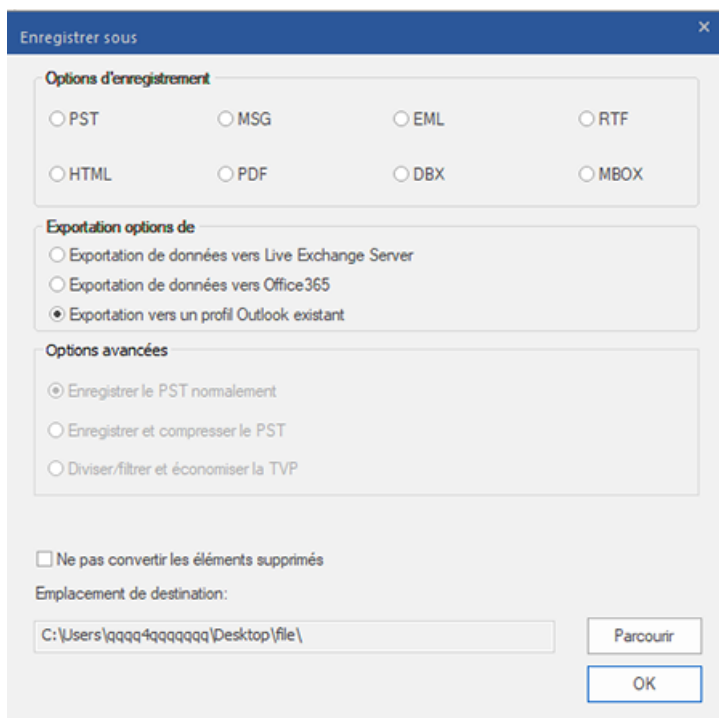 Enregistrer sous
Options d'enregistrement
PST MSG EML RTF
HTML PDF DBX MBOX
Exportation options de
Exportation de données vers Live Exchange Server
Exportation de données vers Office365
Exportation vers un profil Outlook existant
Options avancées
Enregistrer le PST normalement
Enregistrer et compresser le PST
Diviser/filtrer et économiser la TVP
Ne pas convertir les éléments supprimés
Emplacement de destination:
C:\Users\qqqq4qqqqqqq\Desktop\file\ Parcourir
OK